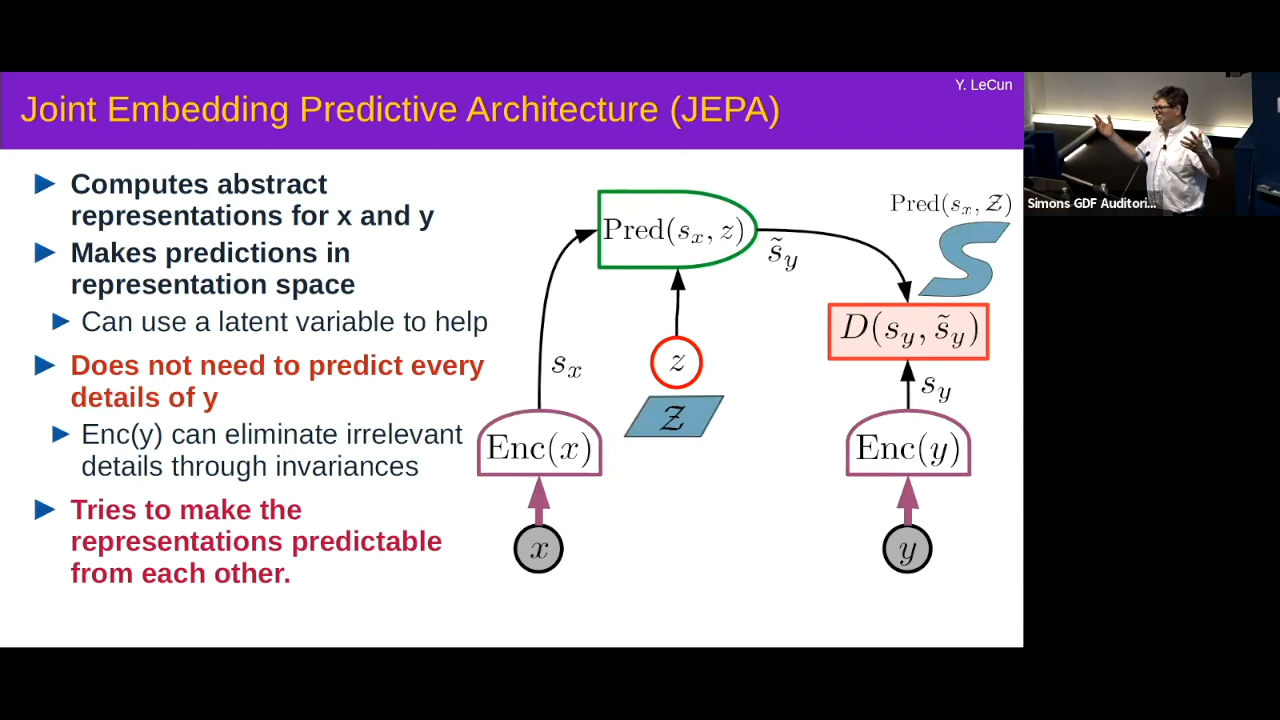 Y. LeCun
Joint Embedding Predictive Architecture (JEPA)
Computes abstract
representations for x and y
Makes predictions in
representation space
Can use a latent variable to help
Does not need to predict every
details of y
Enc(y) can eliminate irrelevant
details through invariances
Tries to make the
representations predictable
from each other.
Pred(sₓ, z)
s̃_y
Pred(sₓ, 𝒵)
D(s_y, s̃_y)
z
sₓ
s_y
𝒵
Enc(x)
Enc(y)
x
y
Simons GDF Auditori...